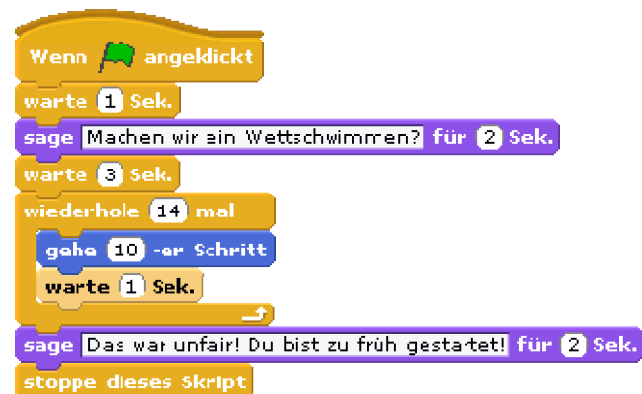 Wenn angeklickt
warte 1 Sek.
sage Machen wir ein Wettschwimmen? für 2 Sek.
warte 3 Sek.
wiederhole 14 mal
gehe 10 -er Schritt
warte 1 Sek.
sage Das war unfair! Du bist zu früh gestartet! für 2 Sek.
stoppe dieses Skript